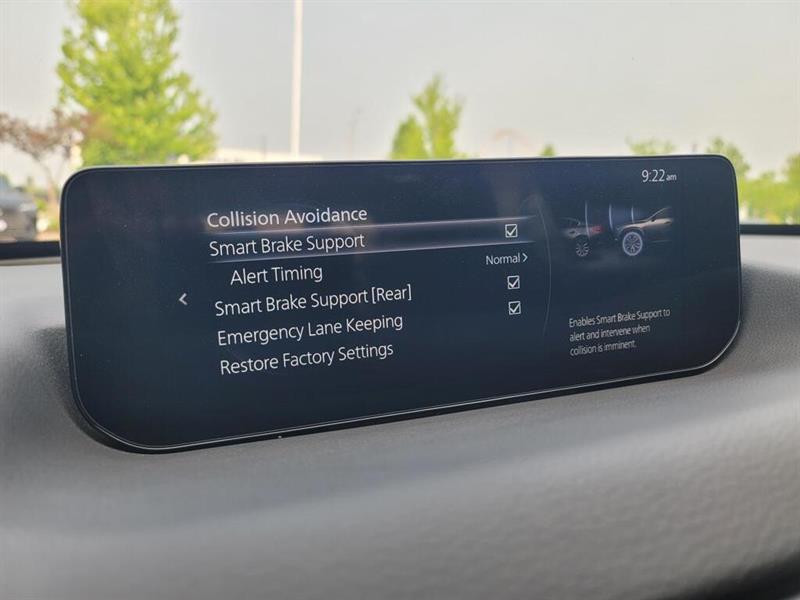 9:22 am
Collision Avoidance
Smart Brake Support
Alert Timing Normal >
Smart Brake Support [Rear]
Emergency Lane Keeping
Restore Factory Settings
Enables Smart Brake Support to
alert and intervene when
collision is imminent.